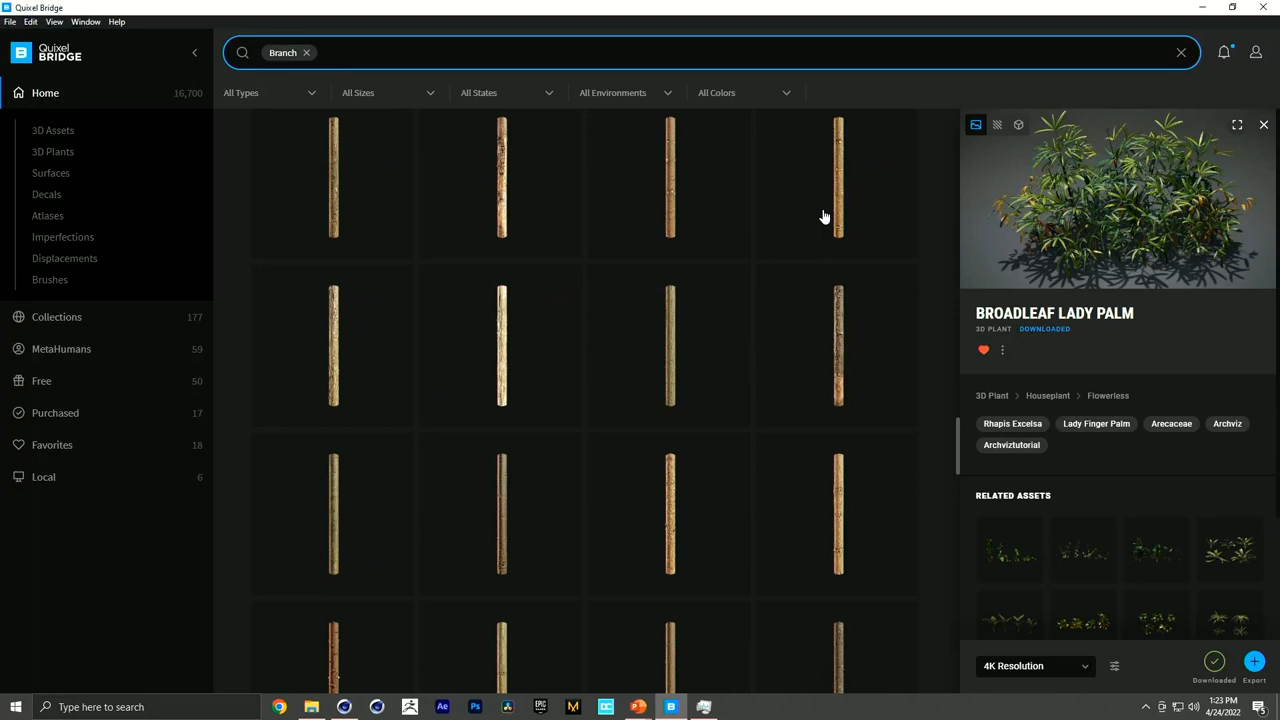 Quixel Bridge
File Edit View Window Help
Quixel
BRIDGE
Branch
Home 16,700
All Types All Sizes All States All Environments All Colors
3D Assets
3D Plants
Surfaces
Decals
Atlases
Imperfections
Displacements
Brushes
Collections 177
MetaHumans 59
Free 50
Purchased 17
Favorites 18
Local 6
BROADLEAF LADY PALM
3D PLANT DOWNLOADED
3D Plant > Houseplant > Flowerless
Rhapis Excelsa Lady Finger Palm Arecaceae Archviz
Archviztutorial
RELATED ASSETS
4K Resolution
Downloaded Export
Type here to search
1:23 PM
4/24/2022